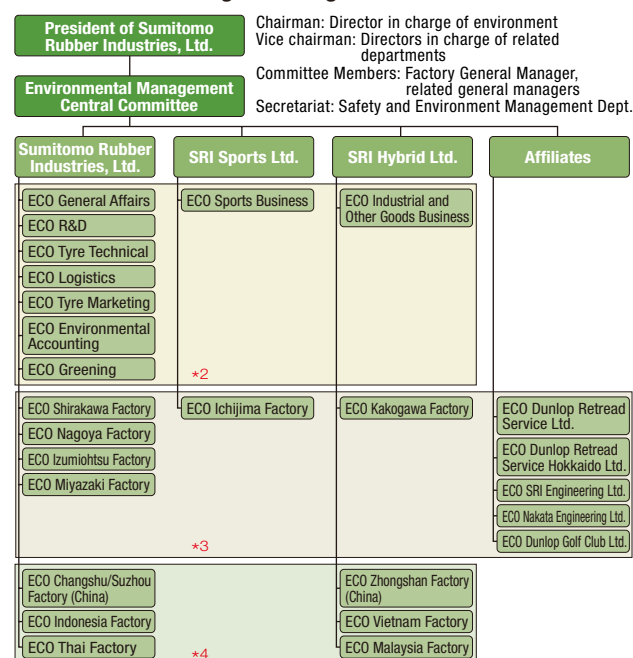 President of Sumitomo
Rubber Industries, Ltd.
Chairman: Director in charge of environment
Vice chairman: Directors in charge of related
departments
Committee Members: Factory General Manager,
related general managers
Secretariat: Safety and Environment Management Dept.
Environmental Management
Central Committee
Sumitomo Rubber
Industries, Ltd.
SRI Sports Ltd.
SRI Hybrid Ltd.
Affiliates
ECO General Affairs
ECO R&D
ECO Tyre Technical
ECO Logistics
ECO Tyre Marketing
ECO Environmental
Accounting
ECO Greening
ECO Sports Business
ECO Industrial and
Other Goods Business
*2
ECO Shirakawa Factory
ECO Nagoya Factory
ECO Izumiohtsu Factory
ECO Miyazaki Factory
ECO Ichijima Factory
ECO Kakogawa Factory
ECO Dunlop Retread
Service Ltd.
ECO Dunlop Retread
Service Hokkaido Ltd.
ECO SRI Engineering Ltd.
ECO Nakata Engineering Ltd.
ECO Dunlop Golf Club Ltd.
*3
ECO Changshu/Suzhou
Factory (China)
ECO Indonesia Factory
ECO Thai Factory
ECO Zhongshan Factory
(China)
ECO Vietnam Factory
ECO Malaysia Factory
*4